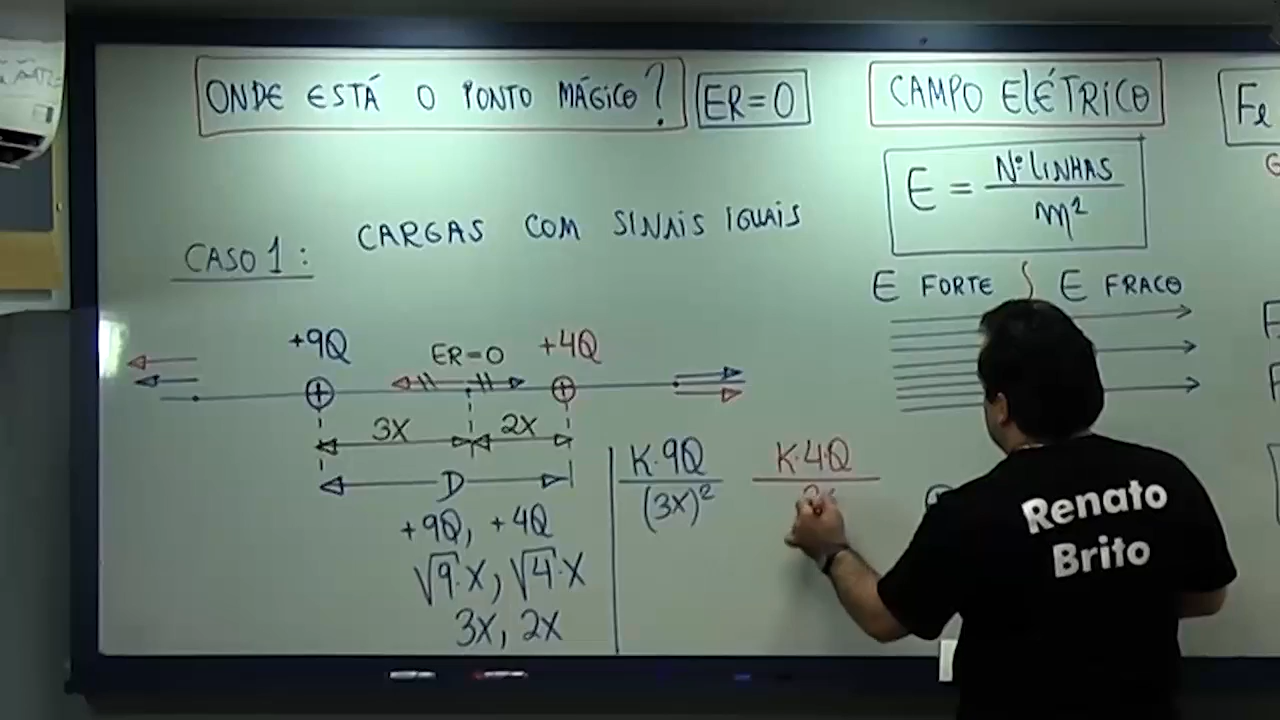 ONDE ESTÁ O PONTO MÁGICO?
ER=0
CAMPO ELÉTRICO
E = Nº LINHAS
m²
CASO 1: CARGAS COM SINAIS IGUAIS
E FORTE E FRACO
+9Q
ER=0
+4Q
3X
2X
D
K·9Q
(3X)²
K·4·Q
+9Q, +4Q
√9·X, √4·X
3X, 2X
Renato
Brito